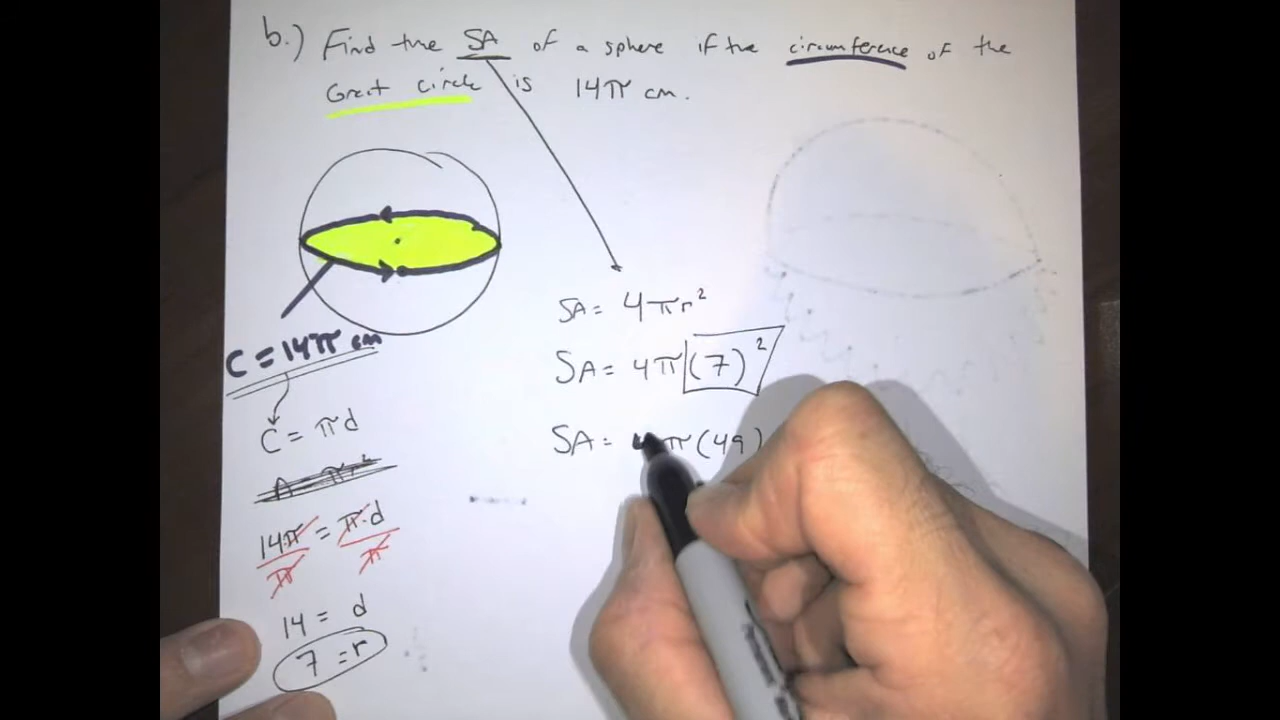 b.) Find the SA of a sphere if the circumference of the
Great circle is 14π cm.
C = 14π cm
C = πd
14π/π = π·d/π
14 = d
7 = r
SA = 4πr²
SA = 4π(7)²
SA = 4π(49)